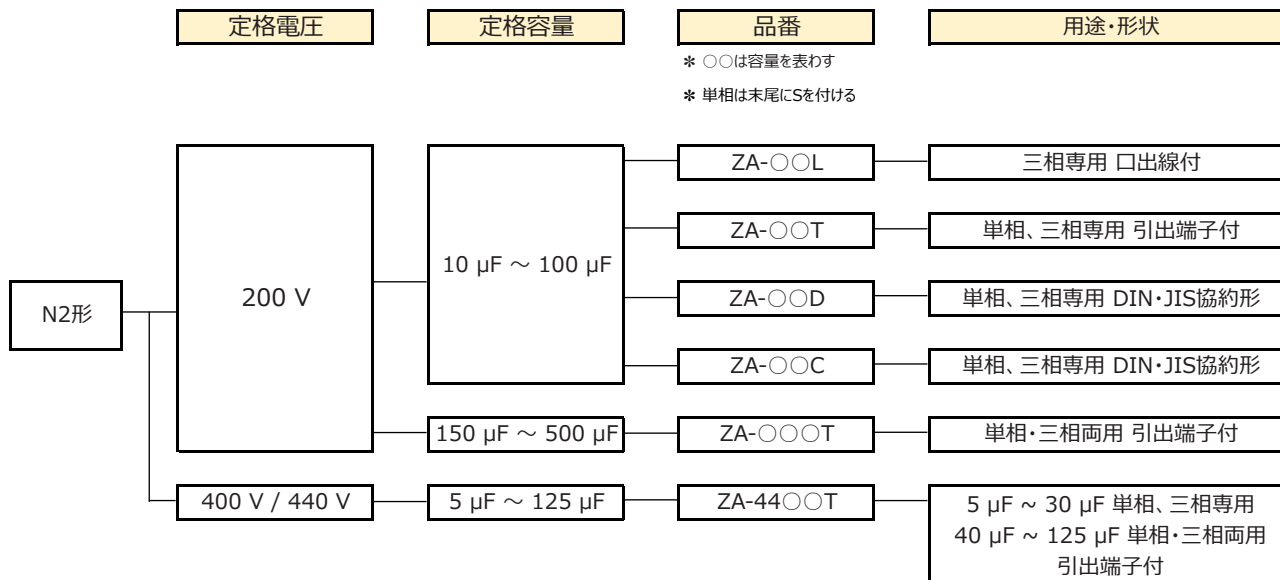 定格電圧
定格容量
品番
用途・形状
＊ ○○は容量を表わす
＊ 単相は末尾にSを付ける
N2形
200 V
10 μF ～ 100 μF
ZA-○○L
三相専用 口出線付
ZA-○○T
単相、三相専用 引出端子付
ZA-○○D
単相、三相専用 DIN・JIS協約形
ZA-○○C
単相、三相専用 DIN・JIS協約形
150 μF ～ 500 μF
ZA-○○○T
単相・三相両用 引出端子付
400 V / 440 V
5 μF ～ 125 μF
ZA-44○○T
5 μF ~ 30 μF 単相、三相専用
40 μF ~ 125 μF 単相・三相両用
引出端子付